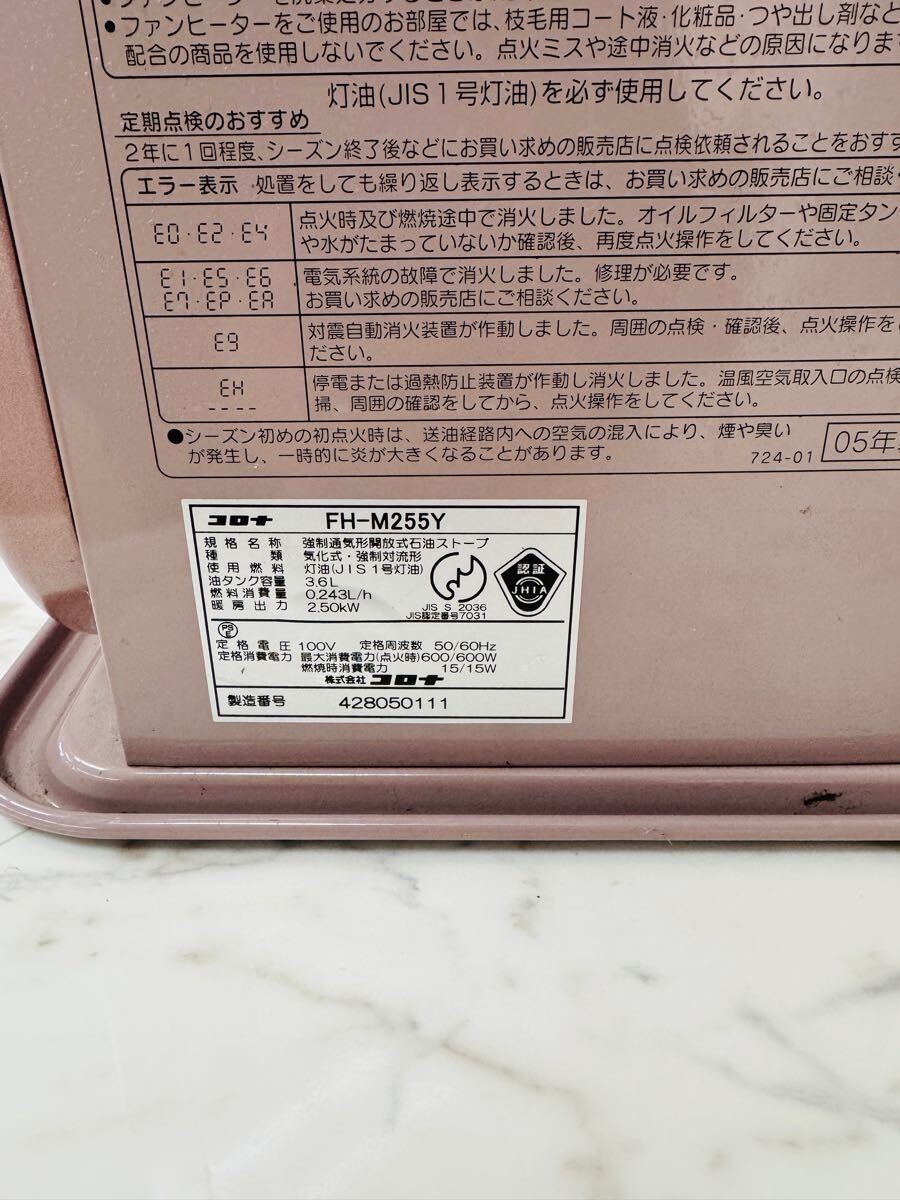 ●ファンヒーターをご使用のお部屋では、枝毛用コート液・化粧品・つや出し剤など
配合の商品を使用しないでください。点火ミスや途中消火などの原因になりま
灯油(JIS1号灯油)を必ず使用してください。
定期点検のおすすめ
2年に1回程度、シーズン終了後などにお買い求めの販売店に点検依頼されることをおす
エラー表示 処置をしても繰り返し表示するときは、お買い求めの販売店にご相談
E0・E2・E4 点火時及び燃焼途中で消火しました。オイルフィルターや固定タン
や水がたまっていないか確認後、再度点火操作をしてください。
E1・E5・E6 電気系統の故障で消火しました。修理が必要です。
E7・EP・EA お買い求めの販売店にご相談ください。
E9 対震自動消火装置が作動しました。周囲の点検・確認後、点火操作を
ださい。
EH 停電または過熱防止装置が作動し消火しました。温風空気取入口の点検
---- 掃、周囲の確認をしてから、点火操作をしてください。
●シーズン初めの初点火時は、送油経路内への空気の混入により、煙や臭い
が発生し、一時的に炎が大きくなることがあります。
724-01 05年
コロナ FH-M255Y
規格名称 強制通気形開放式石油ストーブ
種類 気化式・強制対流形
使用燃料 灯油(JIS1号灯油)
油タンク容量 3.6L
燃料消費量 0.243L/h
暖房出力 2.50kW
JIS S 2036
JIS認定番号7031
認証
JHIA
PS
E
定格電圧 100V 定格周波数 50/60Hz
定格消費電力 最大消費電力(点火時)600/600W
燃焼時消費電力 15/15W
株式会社 コロナ
製造番号 428050111